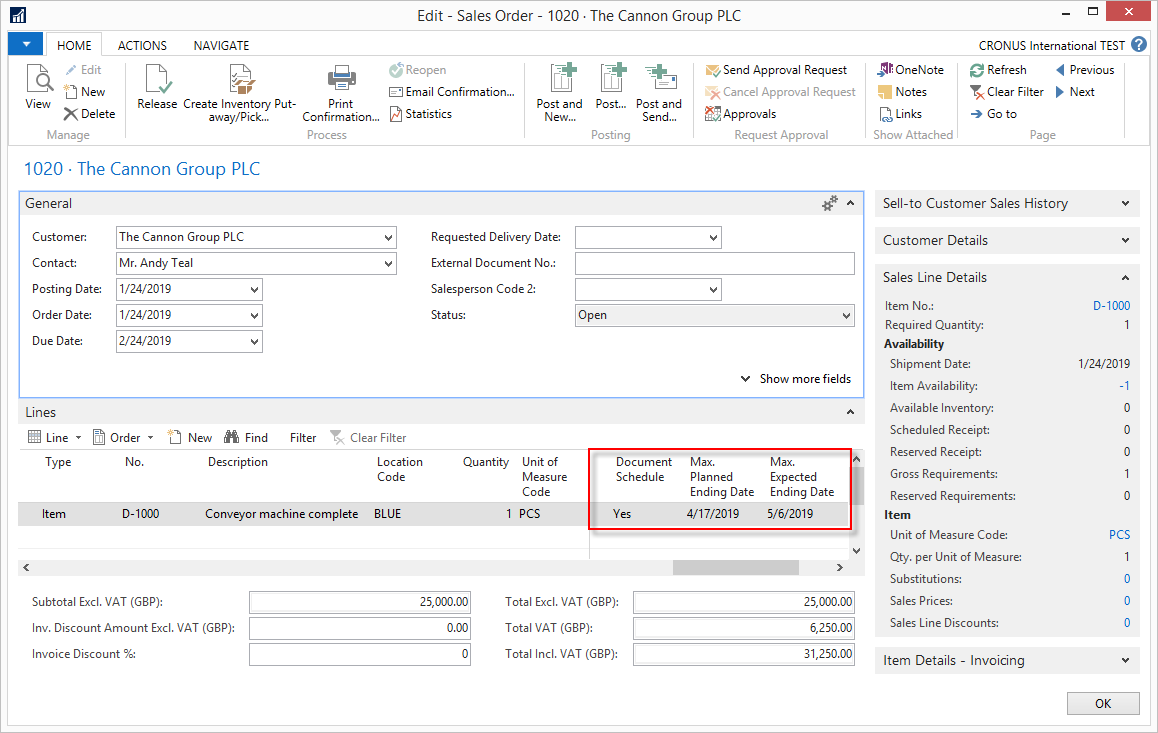 Edit - Sales Order - 1020 · The Cannon Group PLC
HOME ACTIONS NAVIGATE
CRONUS International TEST
View
Edit
New
Delete
Manage
Release
Create Inventory Put-away/Pick...
Print Confirmation...
Reopen
Email Confirmation...
Statistics
Process
Post and New...
Post...
Post and Send...
Posting
Send Approval Request
Cancel Approval Request
Approvals
Request Approval
OneNote
Notes
Links
Show Attached
Refresh
Clear Filter
Go to
Previous
Next
Page
1020 · The Cannon Group PLC
General
Customer: The Cannon Group PLC
Contact: Mr. Andy Teal
Posting Date: 1/24/2019
Order Date: 1/24/2019
Due Date: 2/24/2019
Requested Delivery Date:
External Document No.:
Salesperson Code 2:
Status: Open
Show more fields
Lines
Line Order New Find Filter Clear Filter
Type No. Description Location Code Quantity Unit of Measure Code Document Schedule Max. Planned Ending Date Max. Expected Ending Date
Item D-1000 Conveyor machine complete BLUE 1 PCS Yes 4/17/2019 5/6/2019
Subtotal Excl. VAT (GBP): 25,000.00
Inv. Discount Amount Excl. VAT (GBP): 0.00
Invoice Discount %: 0
Total Excl. VAT (GBP): 25,000.00
Total VAT (GBP): 6,250.00
Total Incl. VAT (GBP): 31,250.00
Sell-to Customer Sales History
Customer Details
Sales Line Details
Item No.: D-1000
Required Quantity: 1
Availability
Shipment Date: 1/24/2019
Item Availability: -1
Available Inventory: 0
Scheduled Receipt: 0
Reserved Receipt: 0
Gross Requirements: 1
Reserved Requirements: 0
Item
Unit of Measure Code: PCS
Qty. per Unit of Measure: 1
Substitutions: 0
Sales Prices: 0
Sales Line Discounts: 0
Item Details - Invoicing
OK